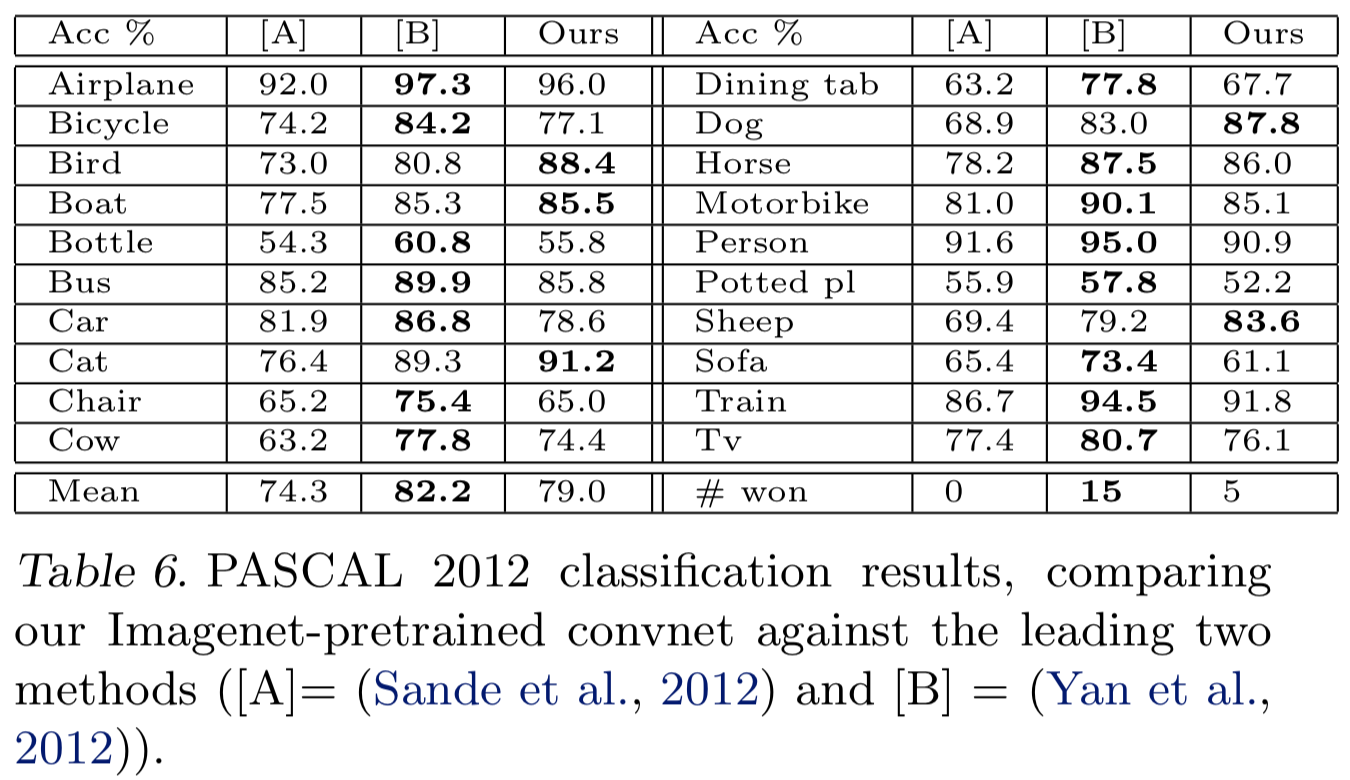 Acc % [A] [B] Ours Acc % [A] [B] Ours
Airplane 92.0 97.3 96.0 Dining tab 63.2 77.8 67.7
Bicycle 74.2 84.2 77.1 Dog 68.9 83.0 87.8
Bird 73.0 80.8 88.4 Horse 78.2 87.5 86.0
Boat 77.5 85.3 85.5 Motorbike 81.0 90.1 85.1
Bottle 54.3 60.8 55.8 Person 91.6 95.0 90.9
Bus 85.2 89.9 85.8 Potted pl 55.9 57.8 52.2
Car 81.9 86.8 78.6 Sheep 69.4 79.2 83.6
Cat 76.4 89.3 91.2 Sofa 65.4 73.4 61.1
Chair 65.2 75.4 65.0 Train 86.7 94.5 91.8
Cow 63.2 77.8 74.4 Tv 77.4 80.7 76.1
Mean 74.3 82.2 79.0 # won 0 15 5
Table 6. PASCAL 2012 classification results, comparing
our Imagenet-pretrained convnet against the leading two
methods ([A]= (Sande et al., 2012) and [B] = (Yan et al.,
2012)).